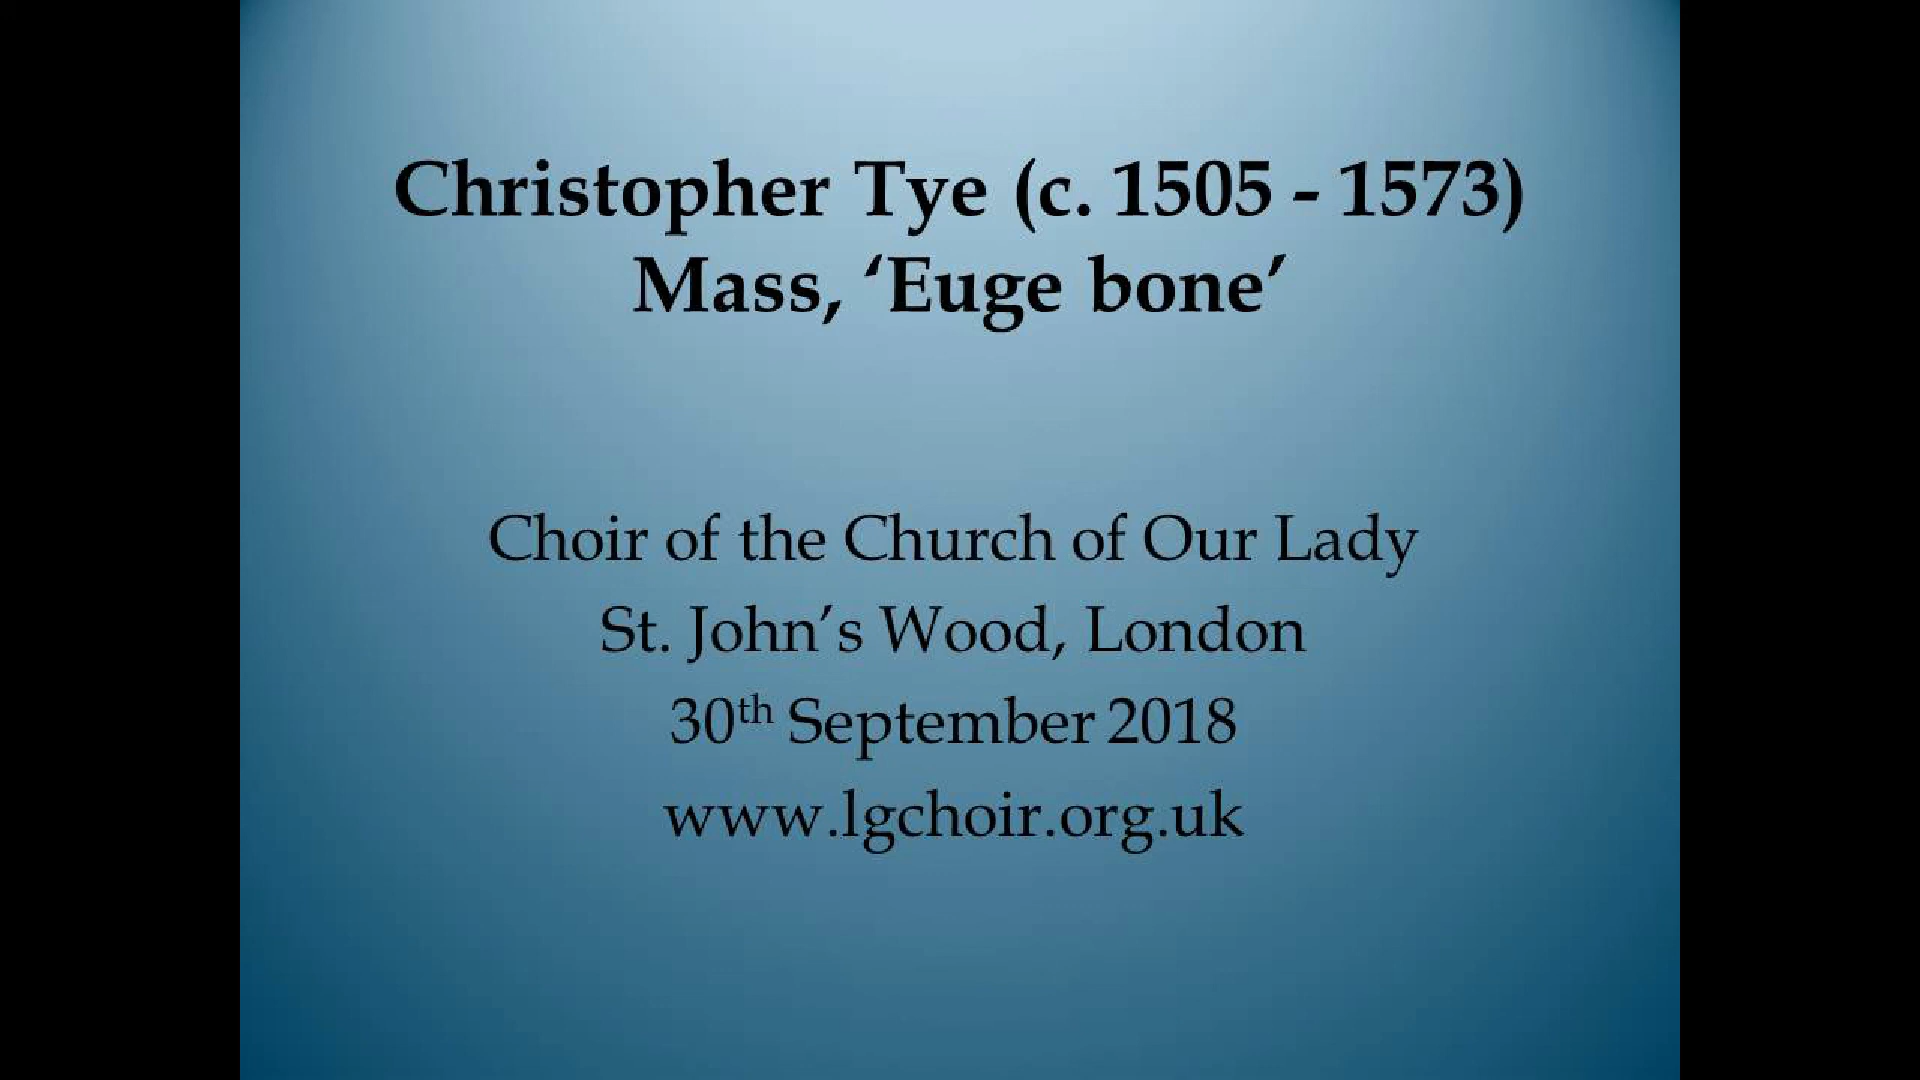 Christopher Tye (c. 1505 - 1573)
Mass, ‘Euge bone’
Choir of the Church of Our Lady
St. John’s Wood, London
30th September 2018
www.lgchoir.org.uk